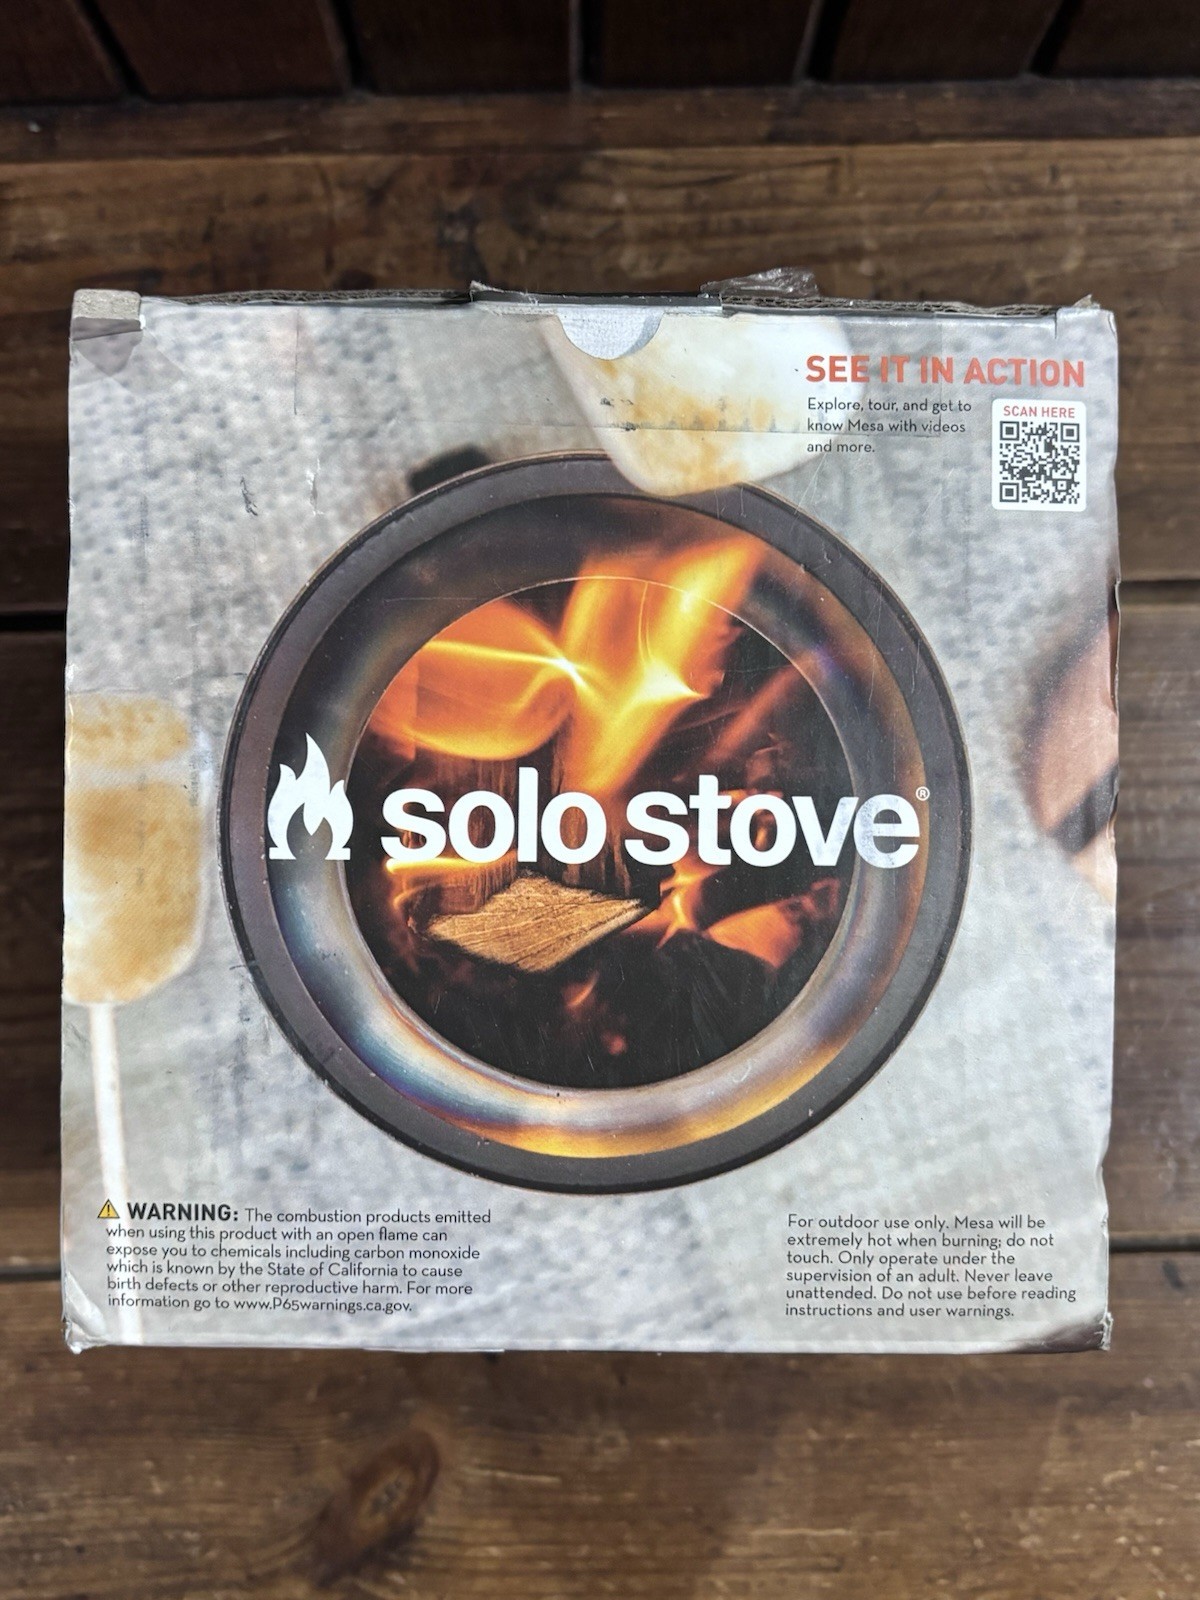 SEE IT IN ACTION
Explore, tour, and get to
know Mesa with videos
and more.
SCAN HERE
solo stove®
⚠ WARNING: The combustion products emitted
when using this product with an open flame can
expose you to chemicals including carbon monoxide
which is known by the State of California to cause
birth defects or other reproductive harm. For more
information go to www.P65warnings.ca.gov.
For outdoor use only. Mesa will be
extremely hot when burning; do not
touch. Only operate under the
supervision of an adult. Never leave
unattended. Do not use before reading
instructions and user warnings.